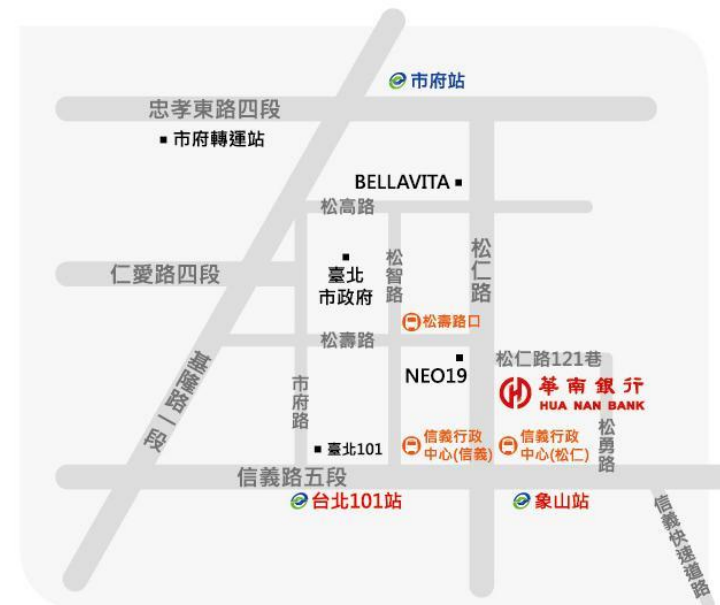 市府站
忠孝東路四段
市府轉運站
BELLAVITA
松高路
仁愛路四段
臺北
市政府
松智路
松仁路
松壽路口
松壽路
基隆路一段
市府路
NEO19
松仁路121巷
華南銀行
HUA NAN BANK
臺北101
信義行政
中心(信義)
信義行政
中心(松仁)
松勇路
信義路五段
台北101站
象山站
信義快速道路